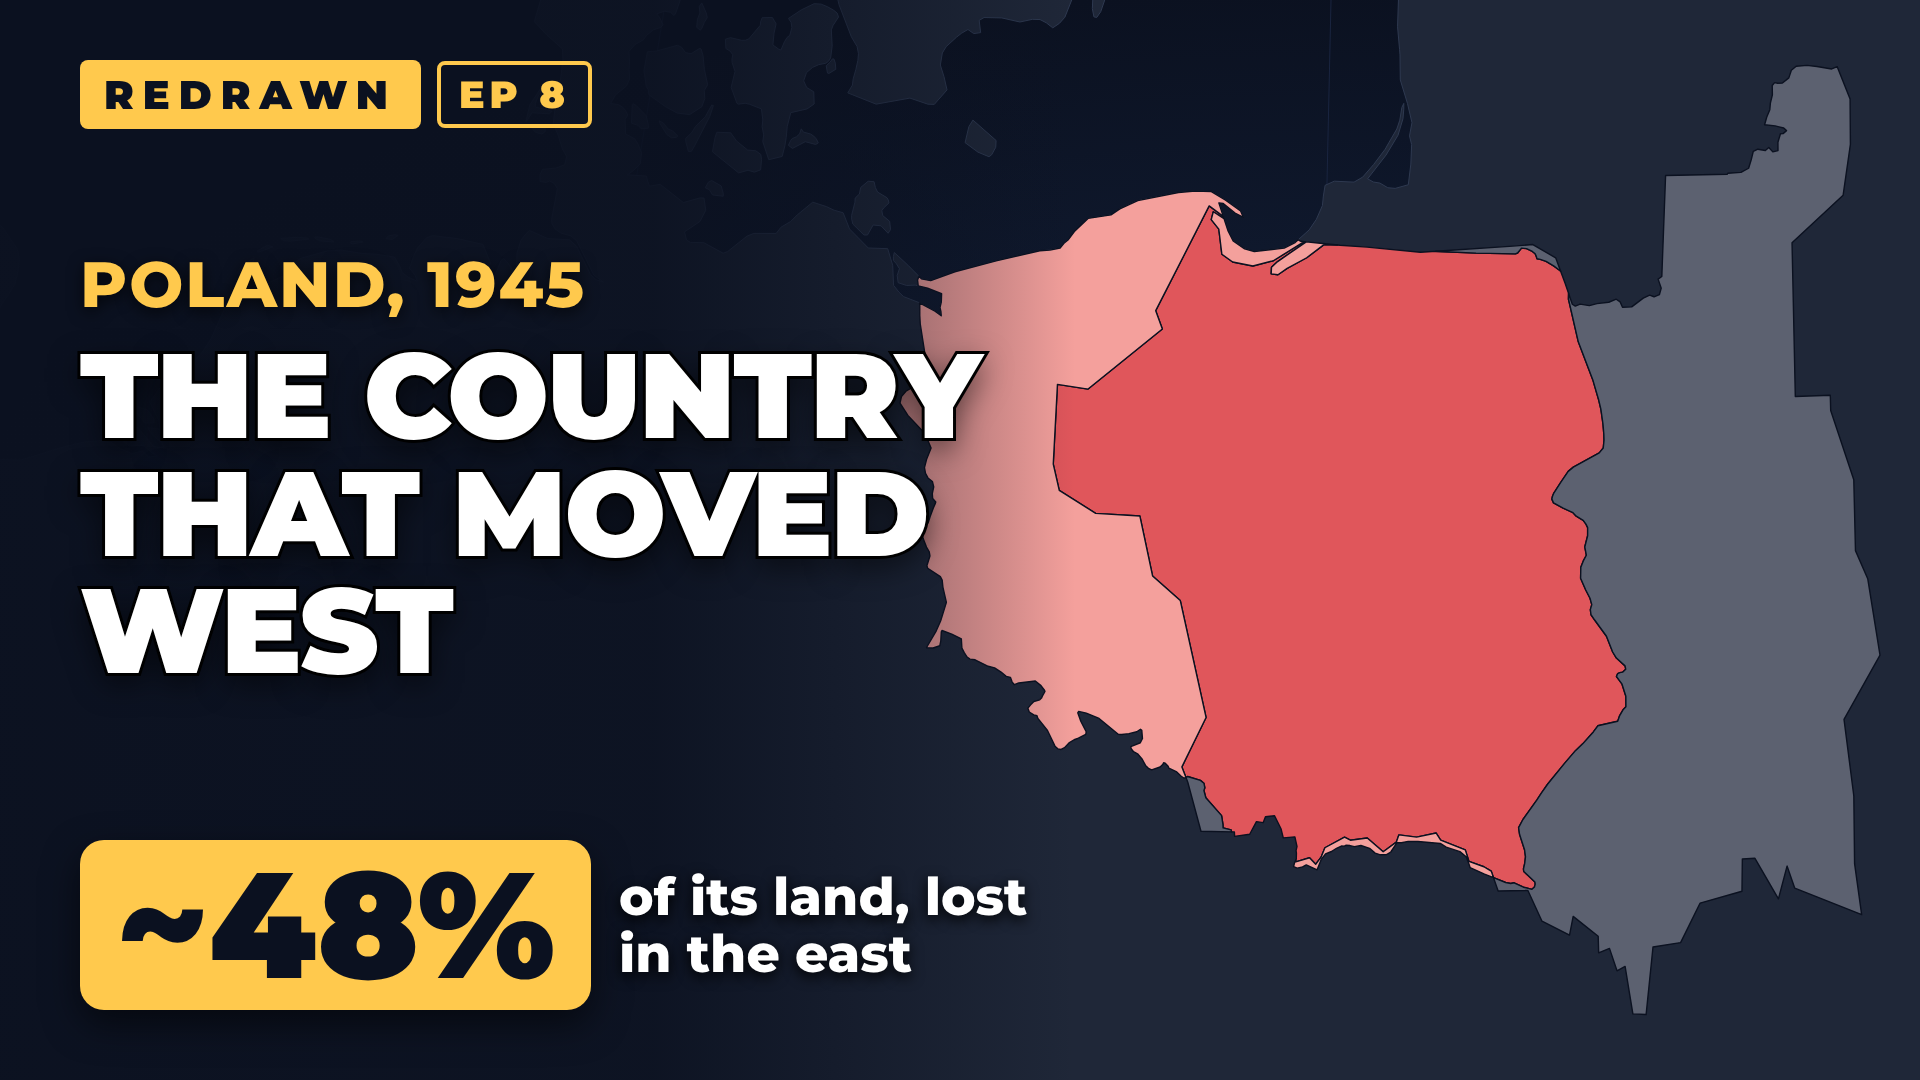 REDRAWN EP 8
POLAND, 1945
THE COUNTRY
THAT MOVED
WEST
~48%
of its land, lost
in the east